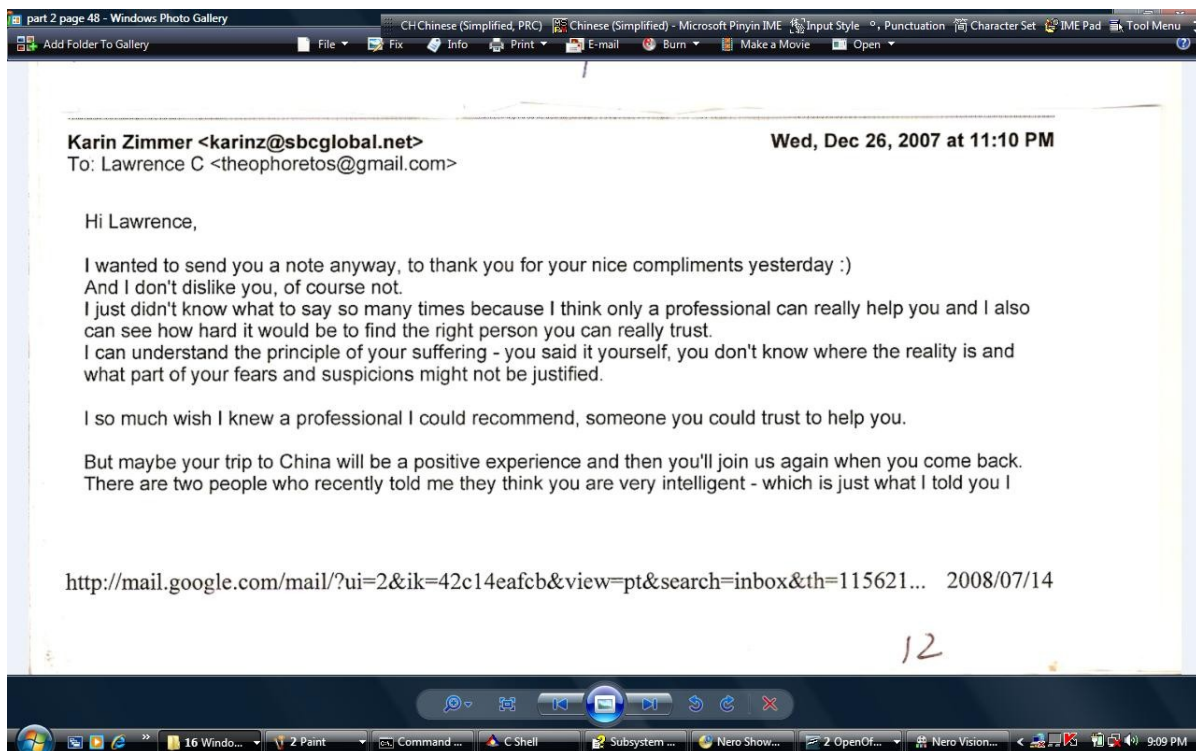 part 2 page 48 - Windows Photo Gallery
CH Chinese (Simplified, PRC) Chinese (Simplified) - Microsoft Pinyin IME Input Style °, Punctuation 简 Character Set IME Pad Tool Menu
Add Folder To Gallery File Fix Info Print E-mail Burn Make a Movie Open
Karin Zimmer <karinz@sbcglobal.net> Wed, Dec 26, 2007 at 11:10 PM
To: Lawrence C <theophoretos@gmail.com>
Hi Lawrence,
I wanted to send you a note anyway, to thank you for your nice compliments yesterday :)
And I don't dislike you, of course not.
I just didn't know what to say so many times because I think only a professional can really help you and I also
can see how hard it would be to find the right person you can really trust.
I can understand the principle of your suffering - you said it yourself, you don't know where the reality is and
what part of your fears and suspicions might not be justified.
I so much wish I knew a professional I could recommend, someone you could trust to help you.
But maybe your trip to China will be a positive experience and then you'll join us again when you come back.
There are two people who recently told me they think you are very intelligent - which is just what I told you I
http://mail.google.com/mail/?ui=2&ik=42c14eafcb&view=pt&search=inbox&th=115621... 2008/07/14
12
16 Windo... 2 Paint Command ... C Shell Subsystem ... Nero Show... 2 OpenOf... Nero Vision... 9:09 PM